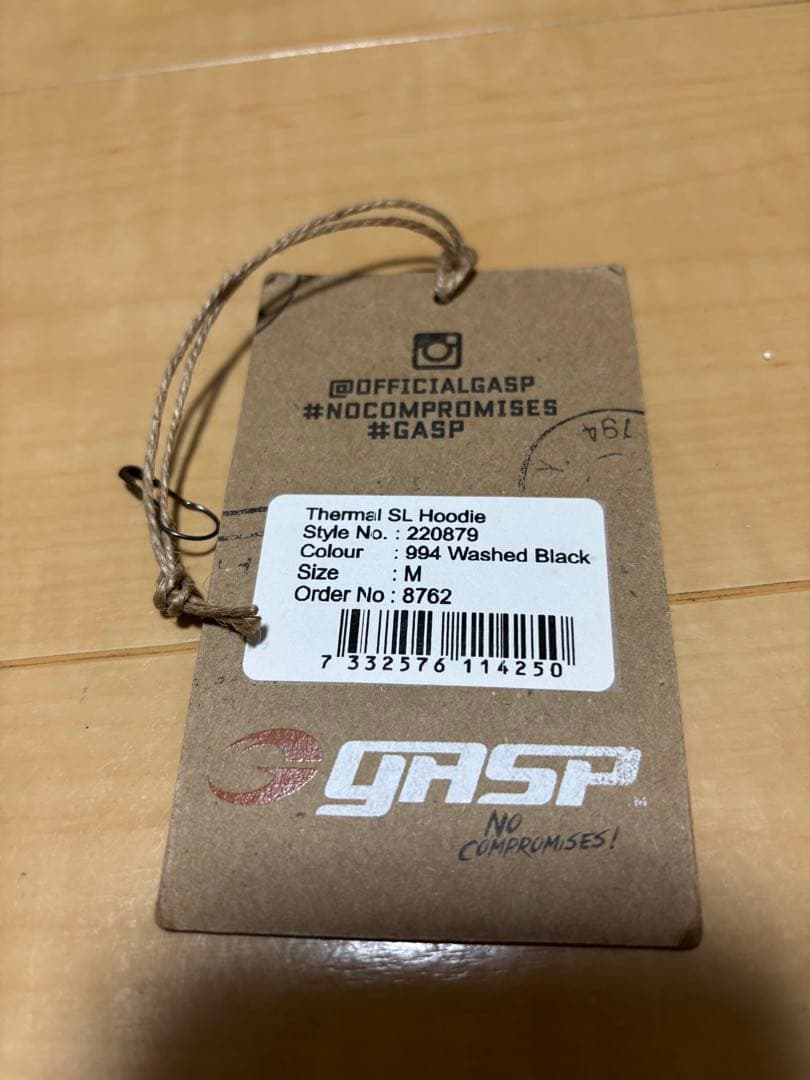 @OFFICIALGASP
#NOCOMPROMISES
#GASP
794
Thermal SL Hoodie
Style No. : 220879
Colour : 994 Washed Black
Size : M
Order No : 8762
7 332576 114250
GASP
NO
COMPROMISES!